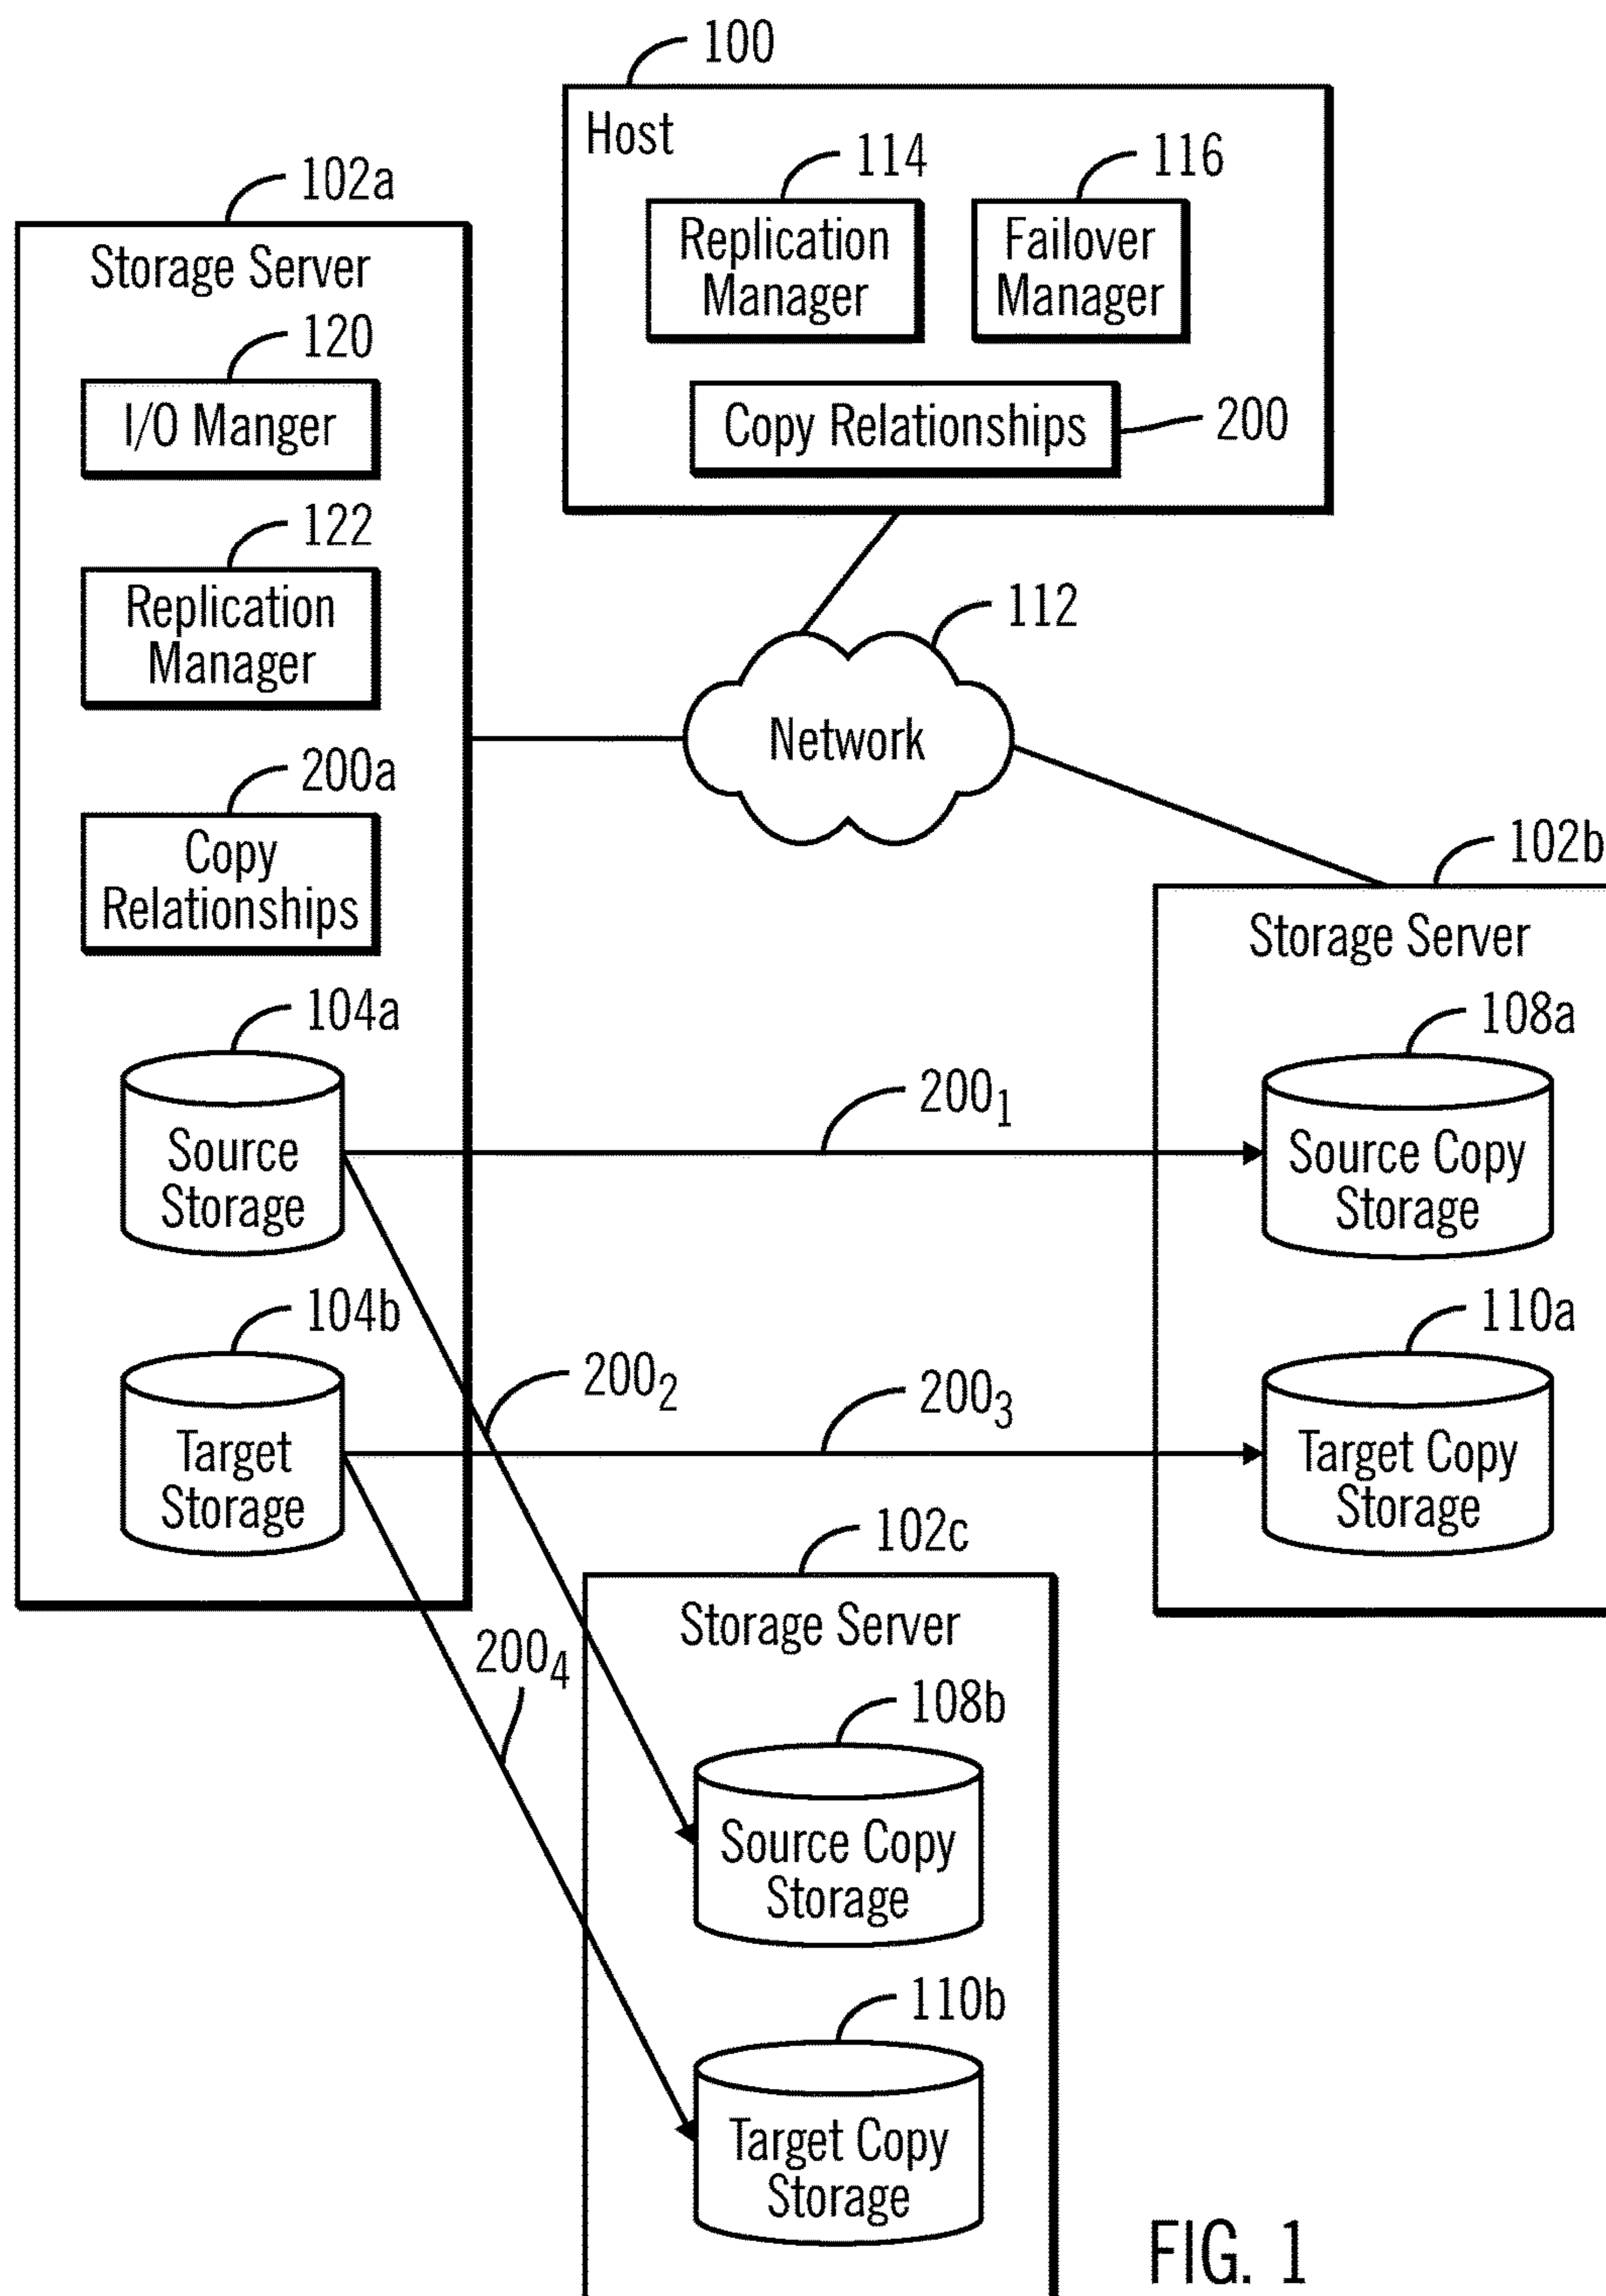 100
Host
114
116
Replication
Manager
Failover
Manager
Copy Relationships
200
102a
Storage Server
120
I/O Manger
122
Replication
Manager
200a
Copy
Relationships
104a
Source
Storage
104b
Target
Storage
112
Network
102b
Storage Server
108a
Source Copy
Storage
110a
Target Copy
Storage
200₁
200₂
200₃
200₄
102c
Storage Server
108b
Source Copy
Storage
110b
Target Copy
Storage
FIG. 1